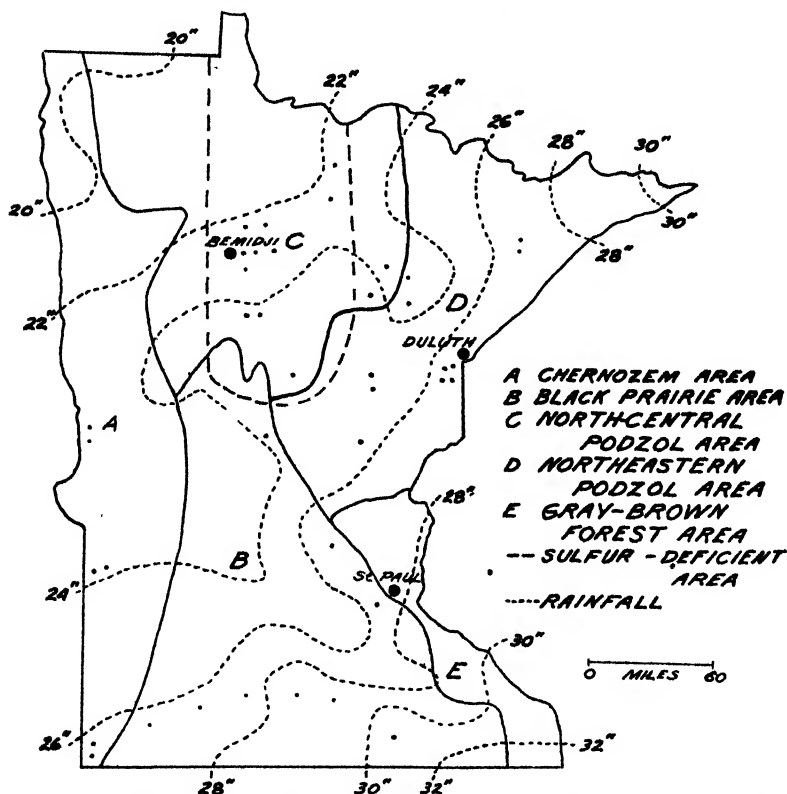 20"
22"
24"
26"
28"
30"
20"
30"
28"
BEMIDJI
C
22"
D
DULUTH
A CHERNOZEM AREA
B BLACK PRAIRIE AREA
C NORTH-CENTRAL
PODZOL AREA
D NORTHEASTERN
PODZOL AREA
E GRAY-BROWN
FOREST AREA
-- SULFUR-DEFICIENT
AREA
----- RAINFALL
A
28"
B
St PAUL
24"
30"
E
0 MILES 60
26"
32"
28"
30"
32"